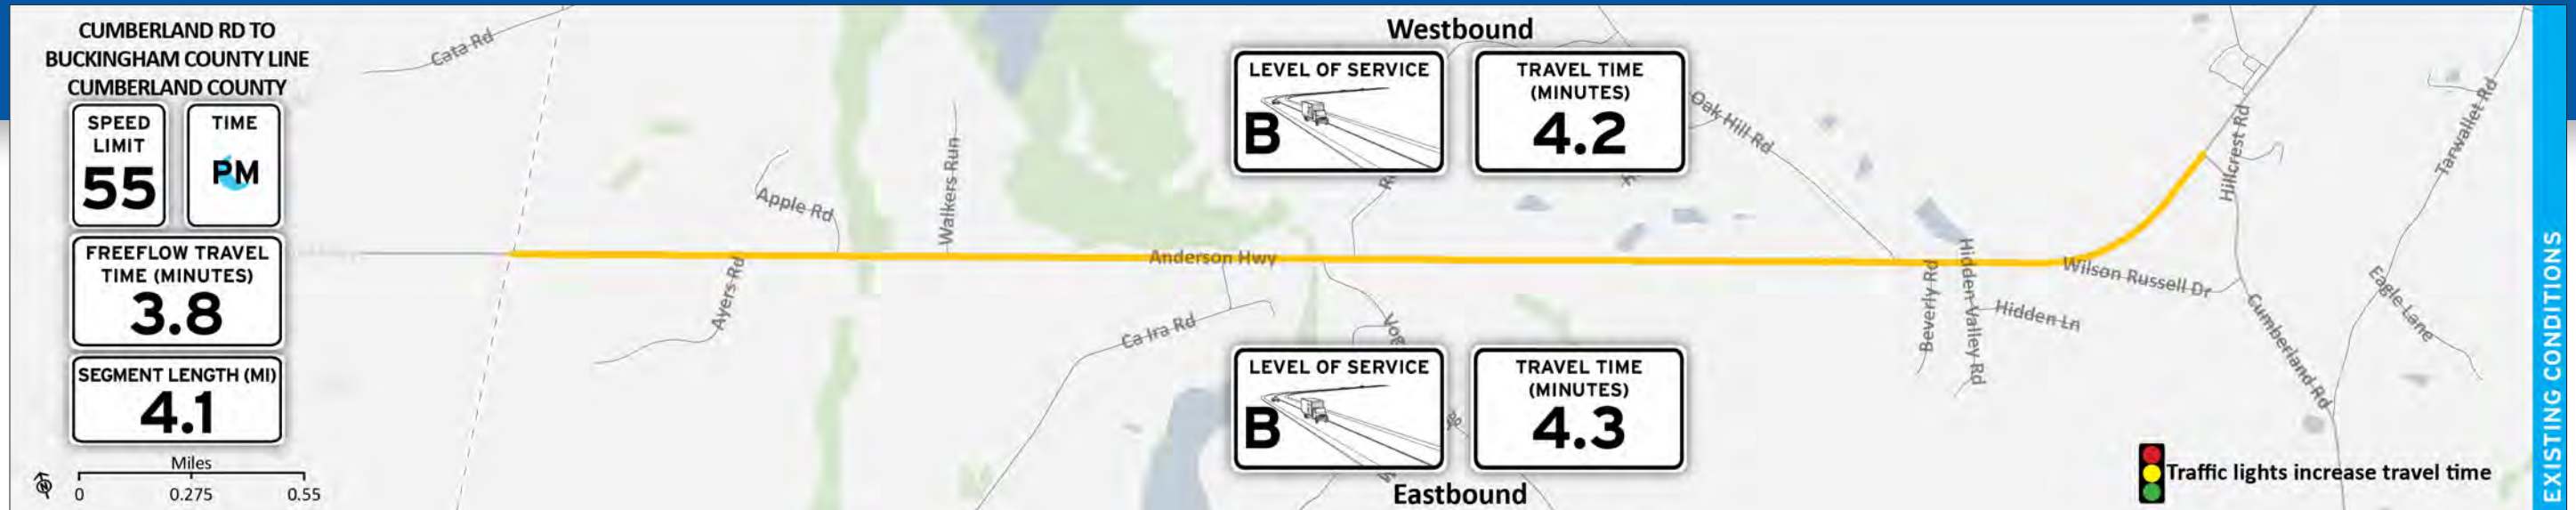 CUMBERLAND RD TO
BUCKINGHAM COUNTY LINE
CUMBERLAND COUNTY
SPEED
LIMIT
55
TIME
PM
FREEFLOW TRAVEL
TIME (MINUTES)
3.8
SEGMENT LENGTH (MI)
4.1
Miles
0 0.275 0.55
Cata Rd
Apple Rd
Ayers Rd
Walkers Run
Anderson Hwy
Ca Ira Rd
Westbound
LEVEL OF SERVICE
B
TRAVEL TIME
(MINUTES)
4.2
LEVEL OF SERVICE
B
TRAVEL TIME
(MINUTES)
4.3
Eastbound
Oak Hill Rd
Beverly Rd
Hidden Valley Rd
Hidden Ln
Wilson Russell Dr
Hillcrest Rd
Cumberland Rd
Tarwallet Rd
Eagle Lane
Traffic lights increase travel time
EXISTING CONDITIONS